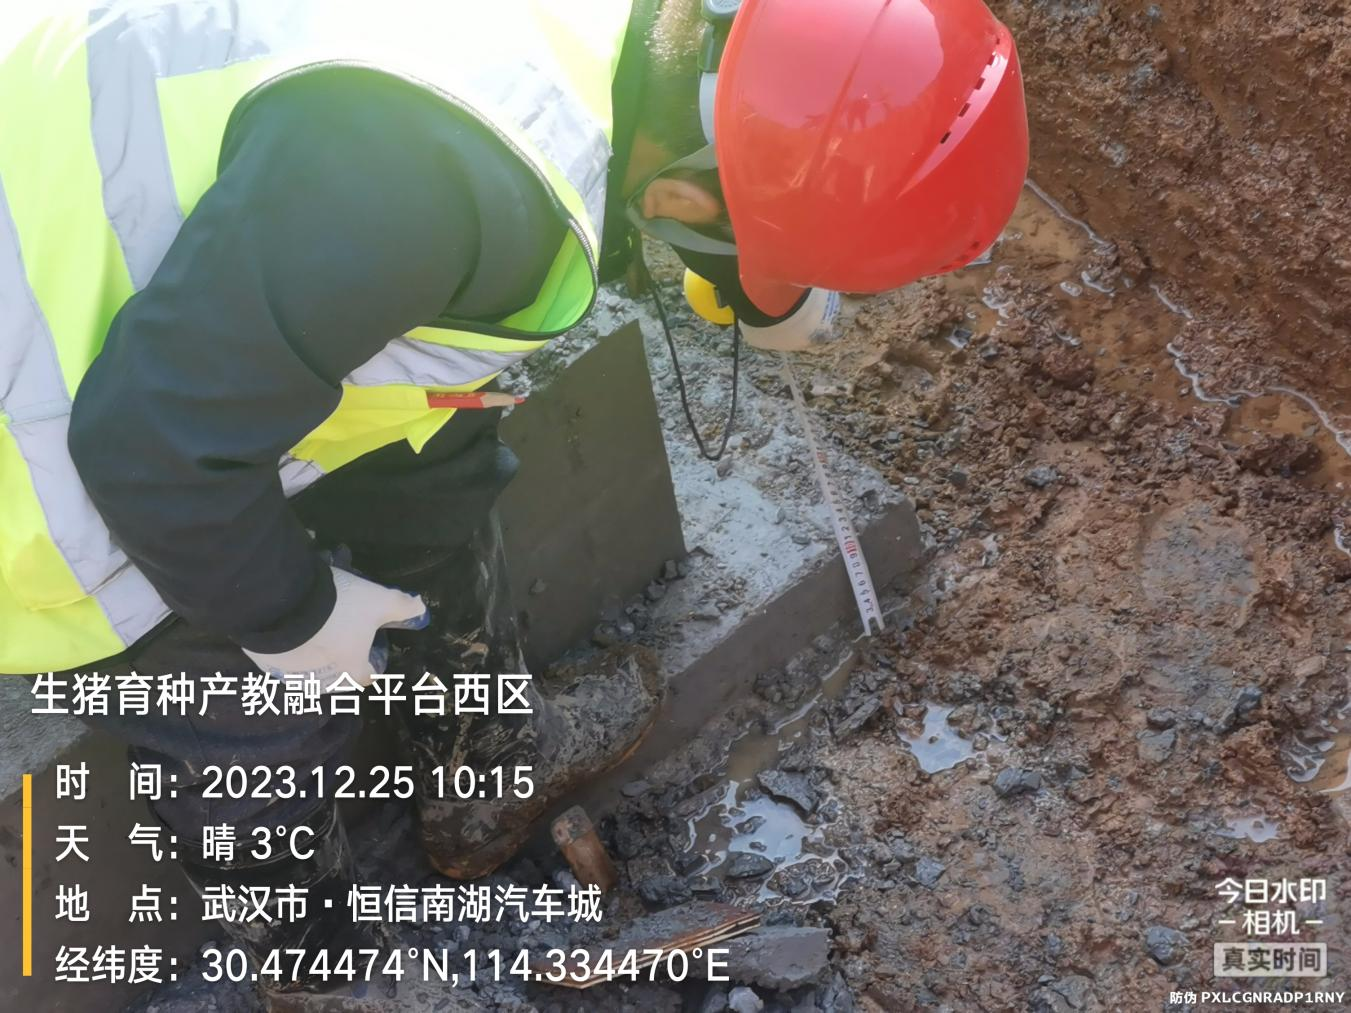 生猪育种产教融合平台西区
时 间：2023.12.25 10:15
天 气：晴 3°C
地 点：武汉市·恒信南湖汽车城
经纬度：30.474474°N,114.334470°E
今日水印
相机
真实时间
防伪 PXLCGNRADP1RNY